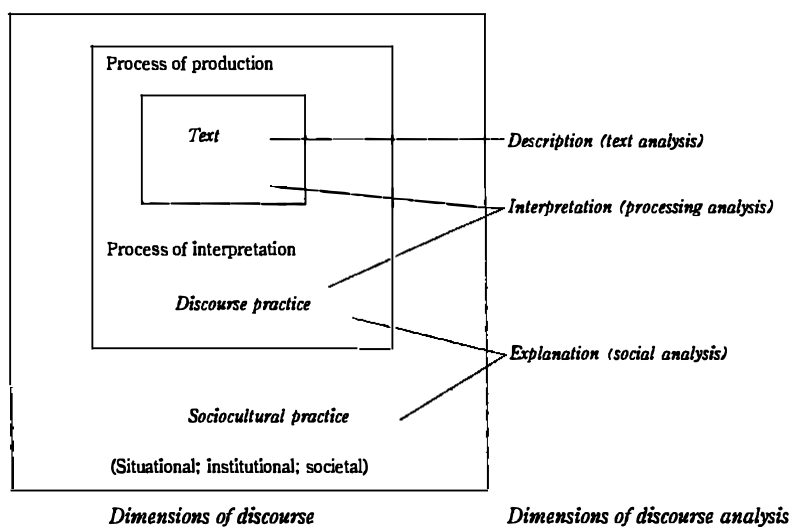 Process of production
Text
Description (text analysis)
Interpretation (processing analysis)
Process of interpretation
Discourse practice
Explanation (social analysis)
Sociocultural practice
(Situational; institutional; societal)
Dimensions of discourse
Dimensions of discourse analysis